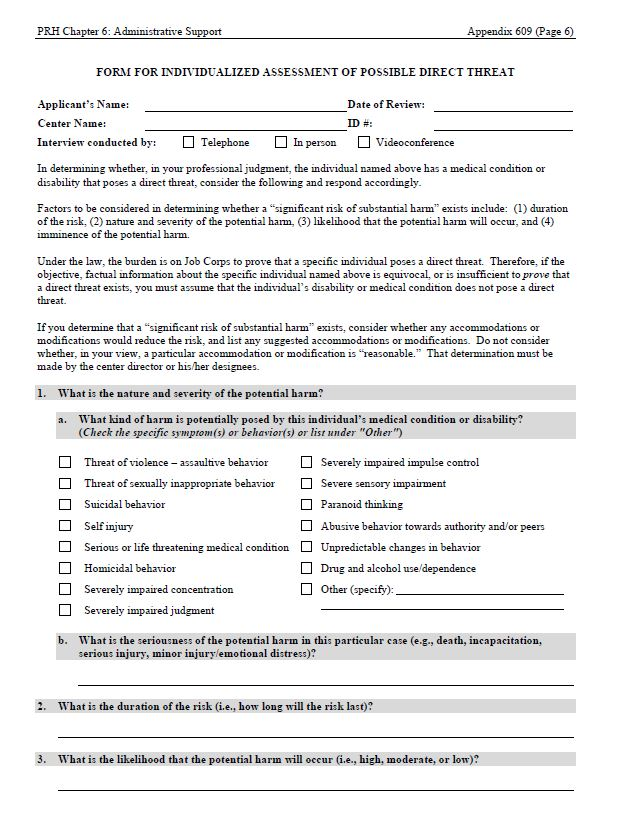 PRH Chapter 6: Administrative Support Appendix 609 (Page 6)
FORM FOR INDIVIDUALIZED ASSESSMENT OF POSSIBLE DIRECT THREAT
Applicant's Name: Date of Review:
Center Name: ID #:
Interview conducted by: Telephone In person Videoconference
In determining whether, in your professional judgment, the individual named above has a medical condition or
disability that poses a direct threat, consider the following and respond accordingly.
Factors to be considered in determining whether a “significant risk of substantial harm” exists include: (1) duration
of the risk, (2) nature and severity of the potential harm, (3) likelihood that the potential harm will occur, and (4)
imminence of the potential harm.
Under the law, the burden is on Job Corps to prove that a specific individual poses a direct threat. Therefore, if the
objective, factual information about the specific individual named above is equivocal, or is insufficient to prove that
a direct threat exists, you must assume that the individual's disability or medical condition does not pose a direct
threat.
If you determine that a “significant risk of substantial harm” exists, consider whether any accommodations or
modifications would reduce the risk, and list any suggested accommodations or modifications. Do not consider
whether, in your view, a particular accommodation or modification is “reasonable.” That determination must be
made by the center director or his/her designees.
1. What is the nature and severity of the potential harm?
a. What kind of harm is potentially posed by this individual's medical condition or disability?
(Check the specific symptom(s) or behavior(s) or list under "Other")
Threat of violence – assaultive behavior Severely impaired impulse control
Threat of sexually inappropriate behavior Severe sensory impairment
Suicidal behavior Paranoid thinking
Self injury Abusive behavior towards authority and/or peers
Serious or life threatening medical condition Unpredictable changes in behavior
Homicidal behavior Drug and alcohol use/dependence
Severely impaired concentration Other (specify):
Severely impaired judgment
b. What is the seriousness of the potential harm in this particular case (e.g., death, incapacitation,
serious injury, minor injury/emotional distress)?
2. What is the duration of the risk (i.e., how long will the risk last)?
3. What is the likelihood that the potential harm will occur (i.e., high, moderate, or low)?